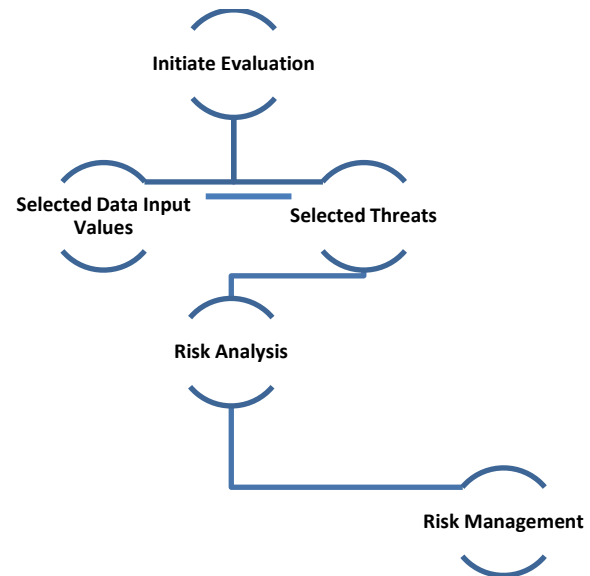 Initiate Evaluation
Selected Data Input
Values
Selected Threats
Risk Analysis
Risk Management